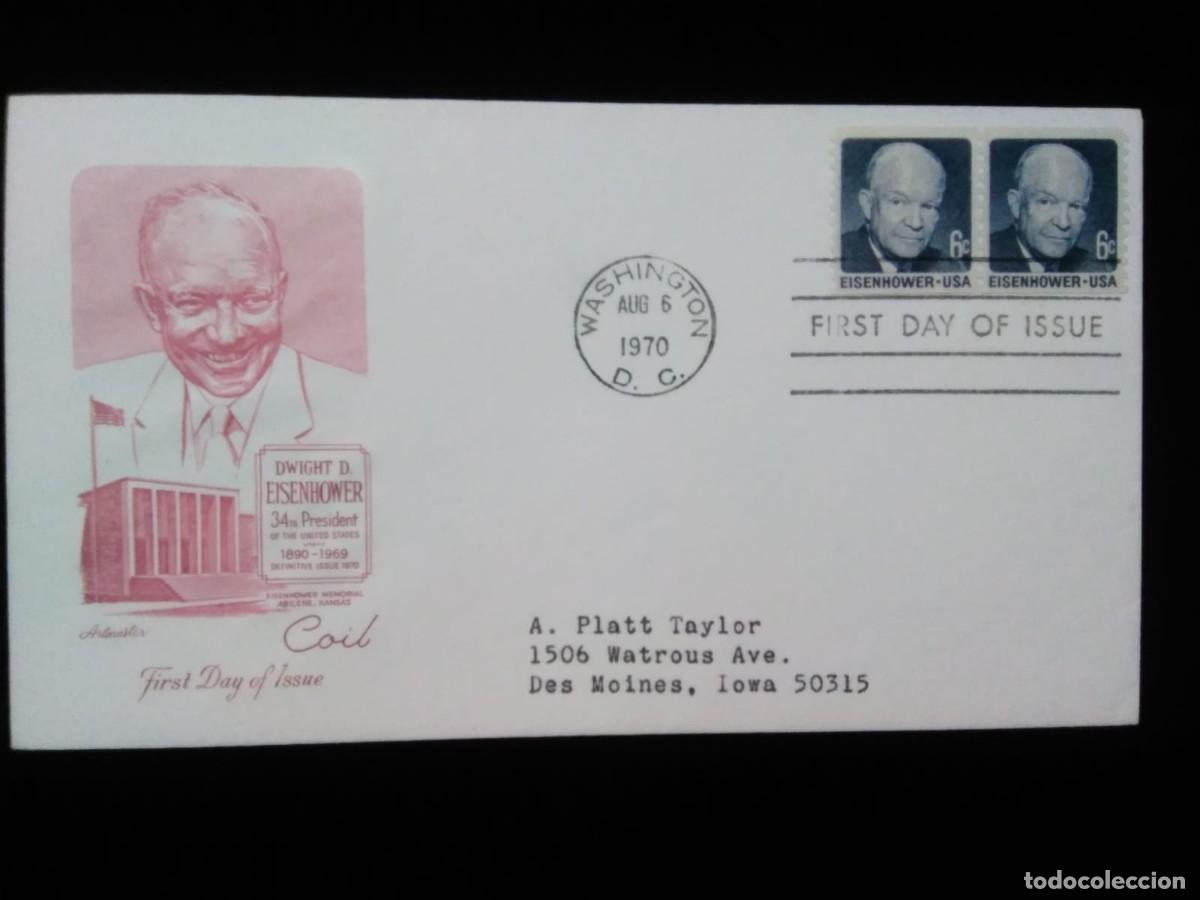 6c
EISENHOWER·USA
6c
EISENHOWER·USA
WASHINGTON
AUG 6
1970
D. C.
FIRST DAY OF ISSUE
DWIGHT D.
EISENHOWER
34TH President
OF THE UNITED STATES
1890-1969
DEFINITIVE ISSUE 1970
EISENHOWER MEMORIAL
ABILENE, KANSAS
Artmaster
Coil
First Day of Issue
A. Platt Taylor
1506 Watrous Ave.
Des Moines, Iowa 50315
todocoleccion